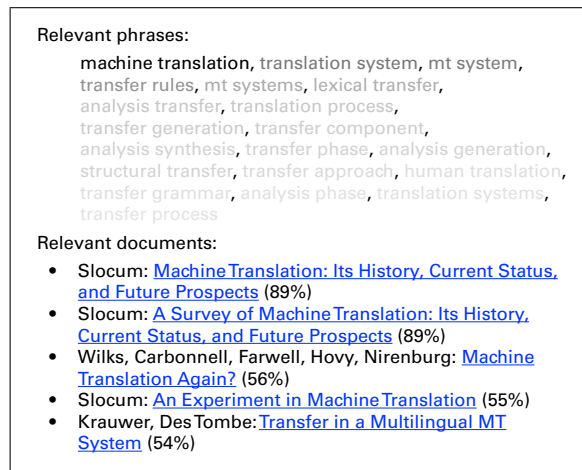 Relevant phrases:
machine translation, translation system, mt system,
transfer rules, mt systems, lexical transfer,
analysis transfer, translation process,
transfer generation, transfer component,
analysis synthesis, transfer phase, analysis generation,
structural transfer, transfer approach, human translation,
transfer grammar, analysis phase, translation systems,
transfer process
Relevant documents:
• Slocum: Machine Translation: Its History, Current Status,
and Future Prospects (89%)
• Slocum: A Survey of Machine Translation: Its History,
Current Status, and Future Prospects (89%)
• Wilks, Carbonnell, Farwell, Hovy, Nirenburg: Machine
Translation Again? (56%)
• Slocum: An Experiment in Machine Translation (55%)
• Krauwer, Des Tombe: Transfer in a Multilingual MT
System (54%)